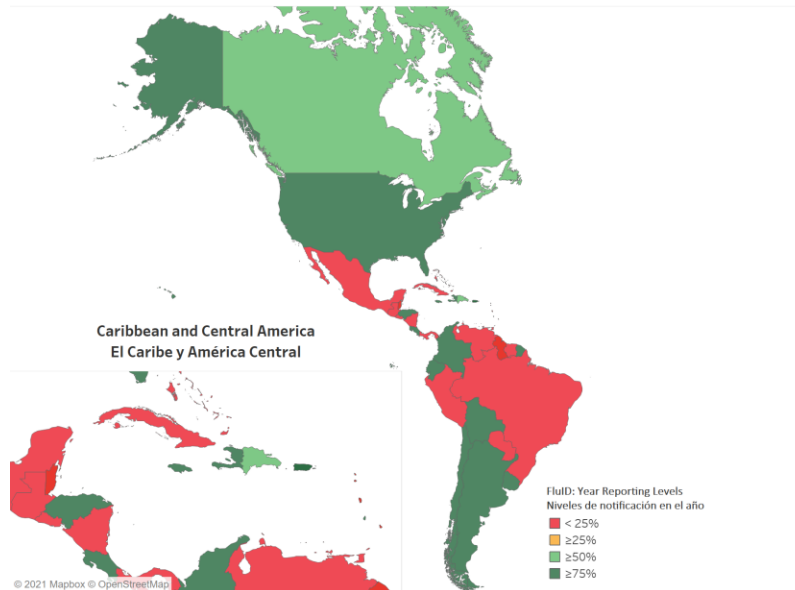 Caribbean and Central America
El Caribe y América Central
FluID: Year Reporting Levels
Niveles de notificación en el año
< 25%
≥25%
≥50%
≥75%
© 2021 Mapbox © OpenStreetMap